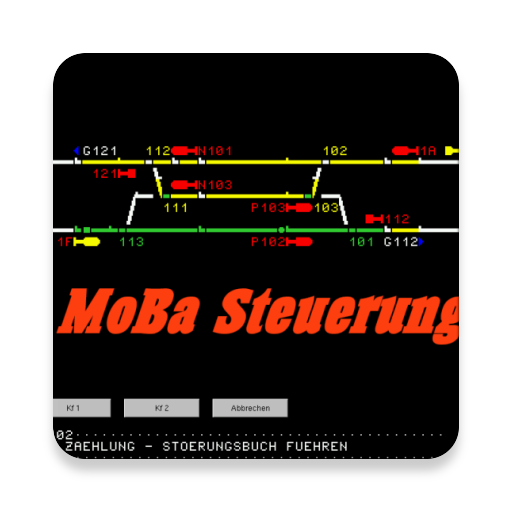 G121 112 N101 102 1A
121
N103
111 P103 103
112
1F 113 P102 101 G112
MoBa Steuerung
Kf 1 Kf 2 Abbrechen
02
ZAEHLUNG - STOERUNGSBUCH FUEHREN